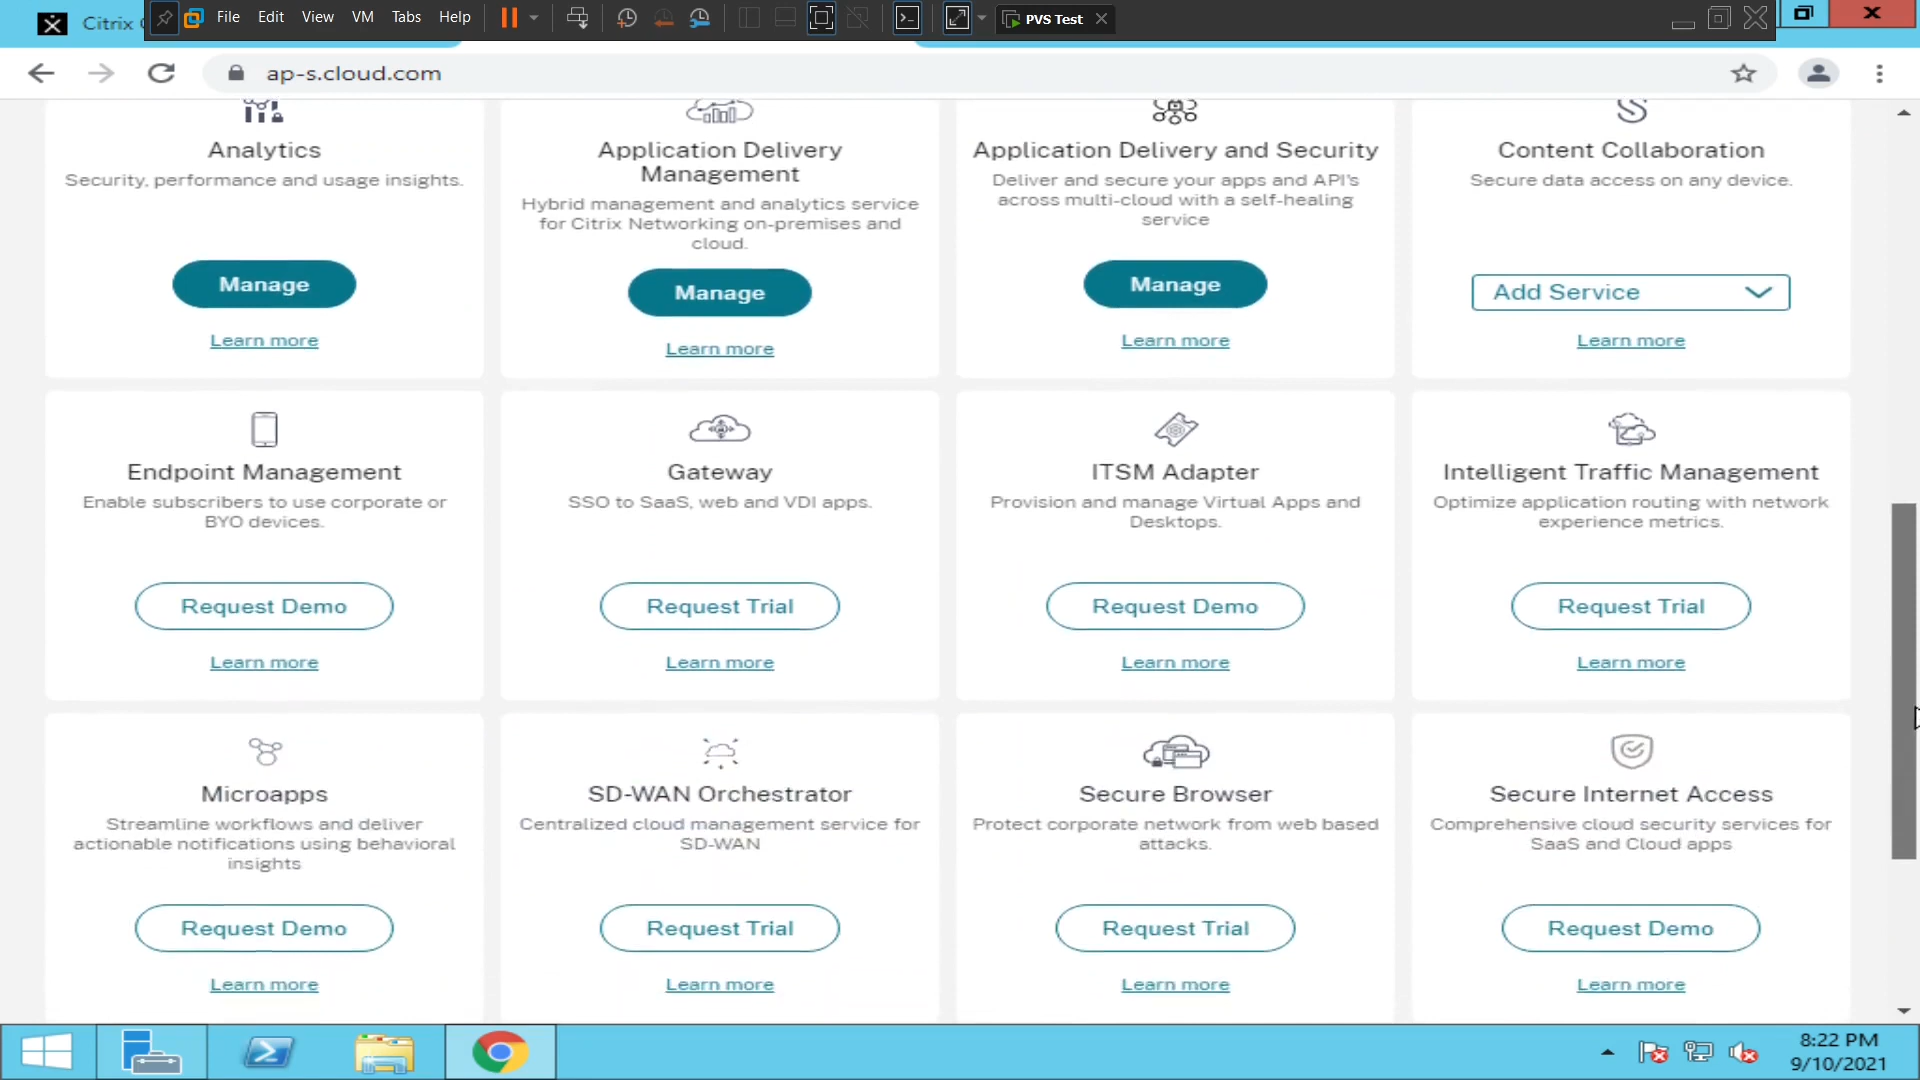 Citrix
File Edit View VM Tabs Help
PVS Test
ap-s.cloud.com
Analytics
Security, performance and usage insights.
Manage
Learn more
Application Delivery
Management
Hybrid management and analytics service
for Citrix Networking on-premises and
cloud.
Manage
Learn more
Application Delivery and Security
Deliver and secure your apps and API's
across multi-cloud with a self-healing
service
Manage
Learn more
Content Collaboration
Secure data access on any device.
Add Service
Learn more
Endpoint Management
Enable subscribers to use corporate or
BYO devices.
Request Demo
Learn more
Gateway
SSO to SaaS, web and VDI apps.
Request Trial
Learn more
ITSM Adapter
Provision and manage Virtual Apps and
Desktops.
Request Demo
Learn more
Intelligent Traffic Management
Optimize application routing with network
experience metrics.
Request Trial
Learn more
Microapps
Streamline workflows and deliver
actionable notifications using behavioral
insights
Request Demo
Learn more
SD-WAN Orchestrator
Centralized cloud management service for
SD-WAN
Request Trial
Learn more
Secure Browser
Protect corporate network from web based
attacks.
Request Trial
Learn more
Secure Internet Access
Comprehensive cloud security services for
SaaS and Cloud apps
Request Demo
Learn more
8:22 PM
9/10/2021